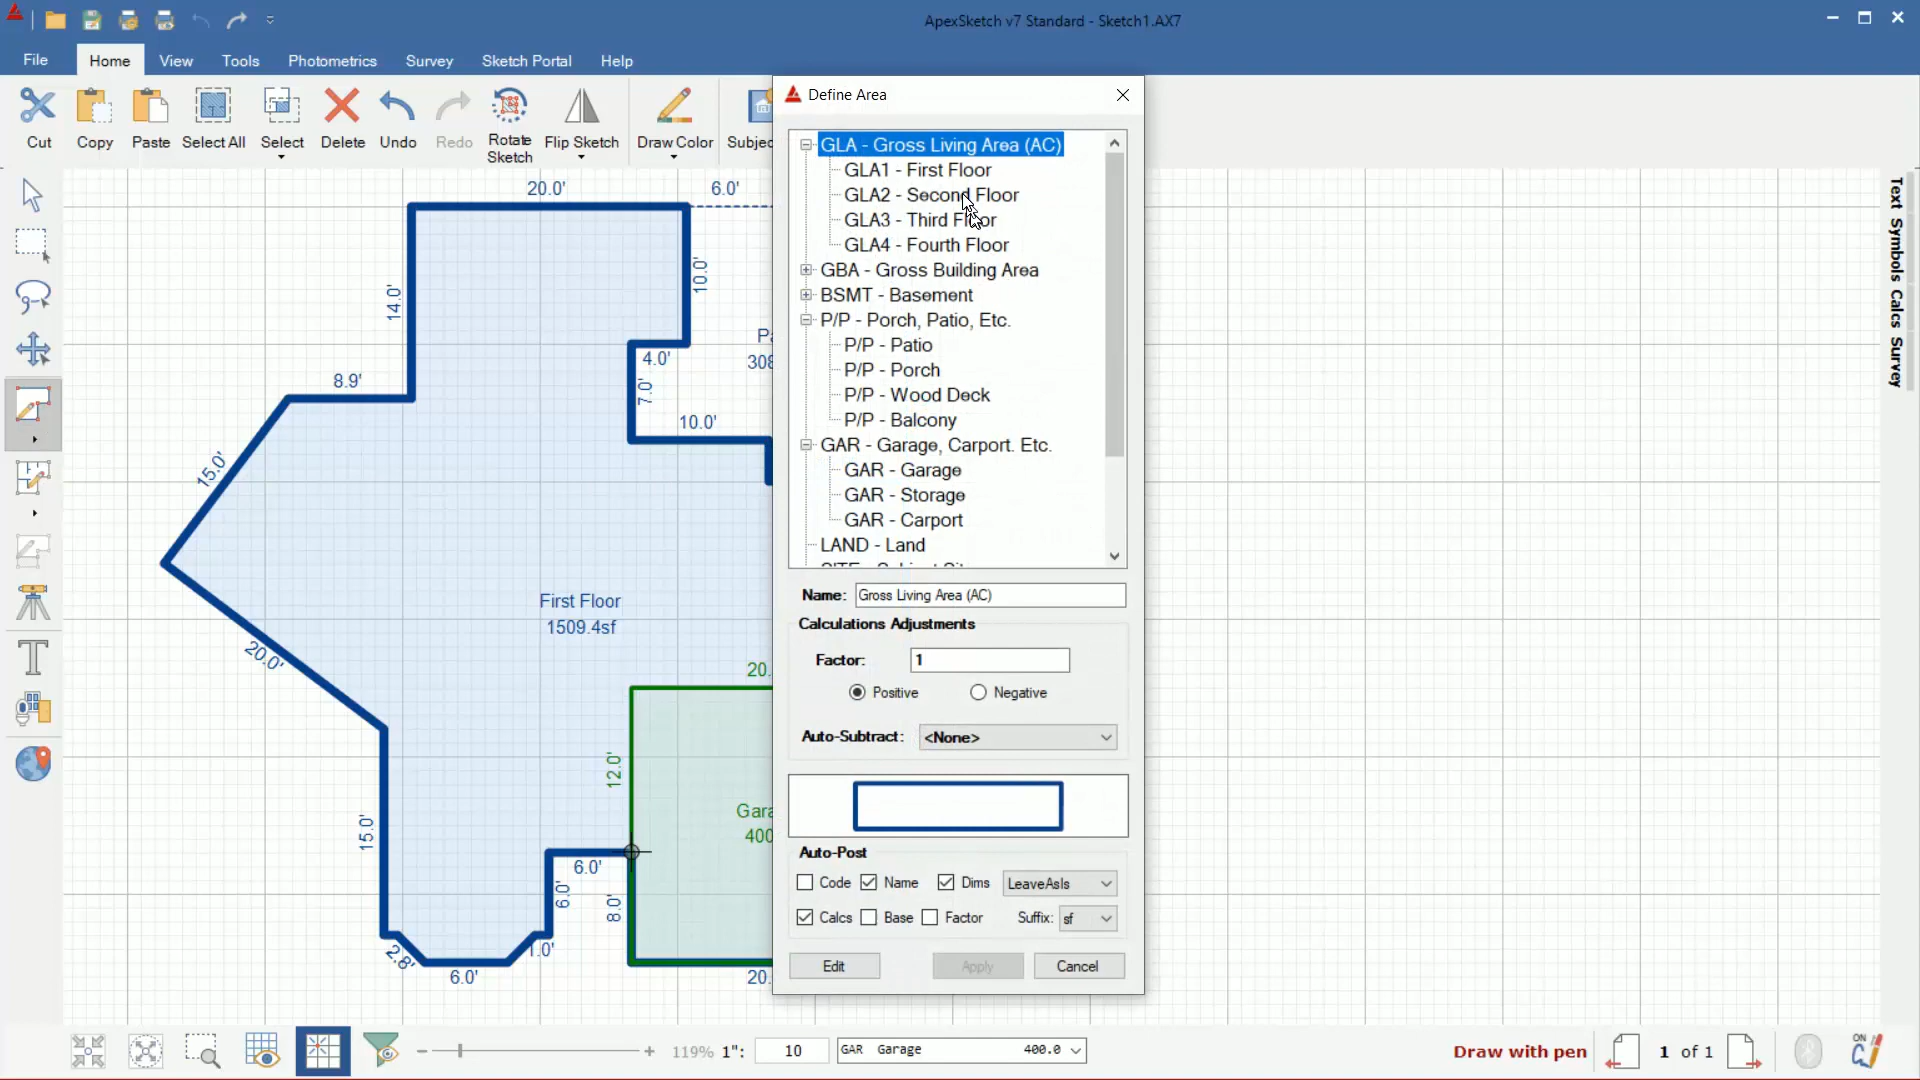 ApexSketch v7 Standard - Sketch1.AX7
File Home View Tools Photometrics Survey Sketch Portal Help
Cut Copy Paste Select All Select Delete Undo Redo Rotate Sketch Flip Sketch Draw Color Subjec
Define Area
GLA - Gross Living Area (AC)
GLA1 - First Floor
GLA2 - Second Floor
GLA3 - Third Floor
GLA4 - Fourth Floor
GBA - Gross Building Area
BSMT - Basement
P/P - Porch, Patio, Etc.
P/P - Patio
P/P - Porch
P/P - Wood Deck
P/P - Balcony
GAR - Garage, Carport. Etc.
GAR - Garage
GAR - Storage
GAR - Carport
LAND - Land
Name: Gross Living Area (AC)
Calculations Adjustments
Factor: 1
Positive Negative
Auto-Subtract: <None>
Auto-Post
Code Name Dims LeaveAsIs
Calcs Base Factor Suffix: sf
Edit Apply Cancel
20.0' 6.0'
14.0'
10.0'
Pa
308
4.0'
7.0'
8.9'
10.0'
15.0'
First Floor
1509.4sf
20.0'
20.
12.0'
Gara
400
15.0'
6.0'
6.0'
8.0'
2.8'
1.0'
6.0'
20.
Text Symbols Calcs Survey
119% 1": 10 GAR Garage 400.0
Draw with pen 1 of 1 ON